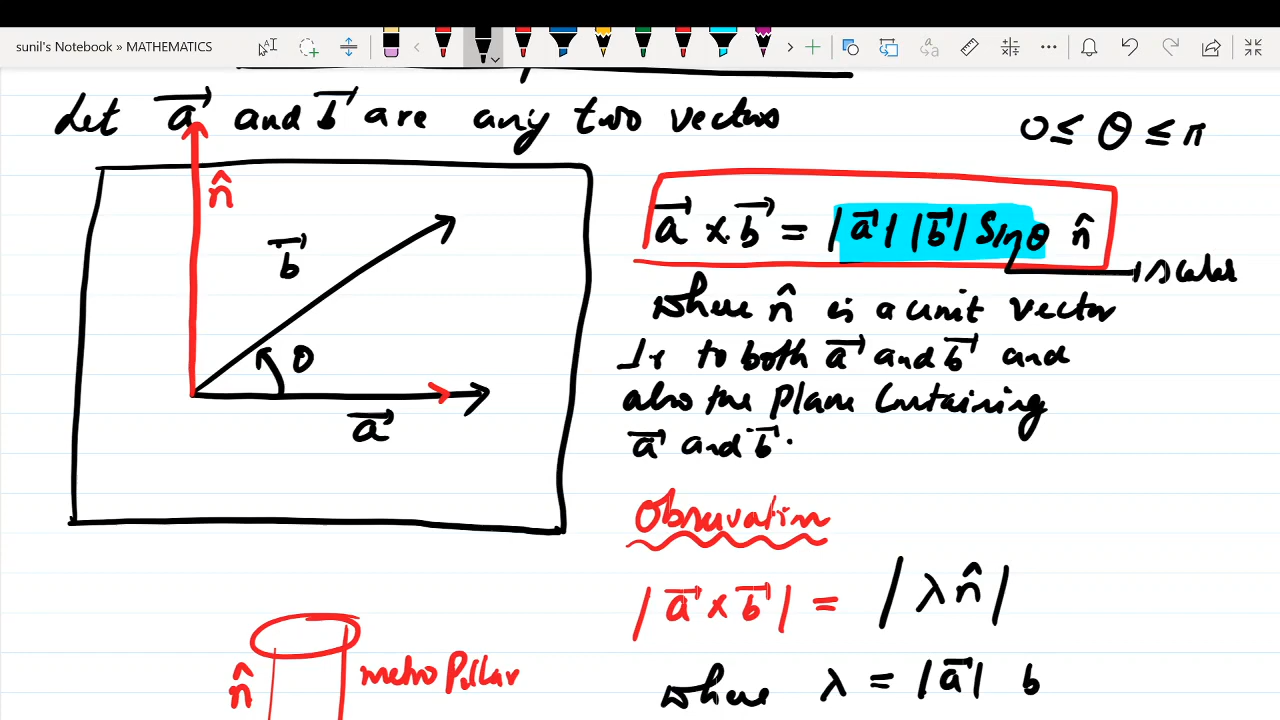 sunil's Notebook » MATHEMATICS
Let a⃗ and b⃗ are any two vectors
0 ≤ θ ≤ π
n̂
b⃗
θ
a⃗
a⃗ × b⃗ = |a⃗| |b⃗| Sinθ n̂
scalar
where n̂ is a unit vector
⊥r to both a⃗ and b⃗ and
also the Plane Containing
a⃗ and b⃗.
Observation
|a⃗ × b⃗| = |λ n̂|
where λ = |a⃗| b
n̂
metro Pillar